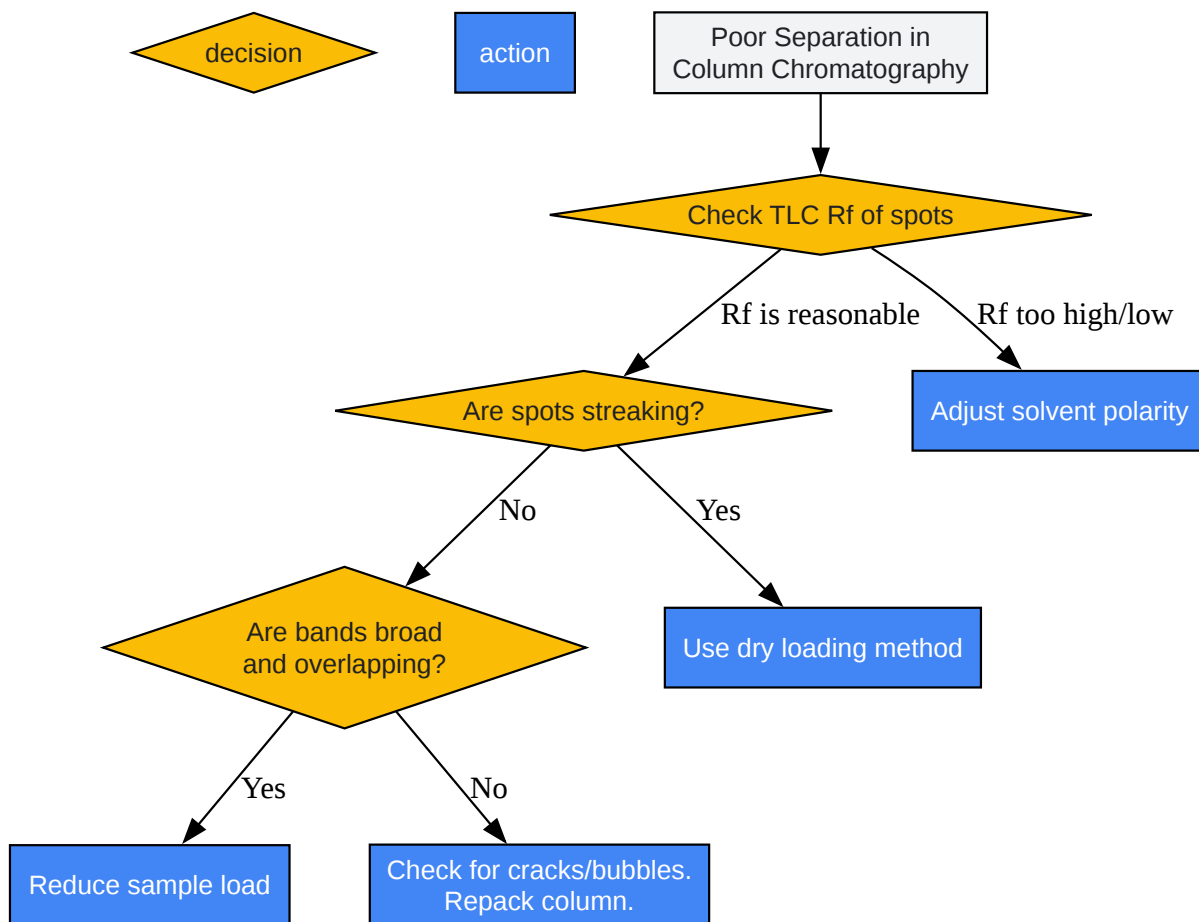 decision
action
Poor Separation in
Column Chromatography
Check TLC Rf of spots
Rf is reasonable
Rf too high/low
Are spots streaking?
Adjust solvent polarity
No
Yes
Are bands broad
and overlapping?
Use dry loading method
Yes
No
Reduce sample load
Check for cracks/bubbles.
Repack column.